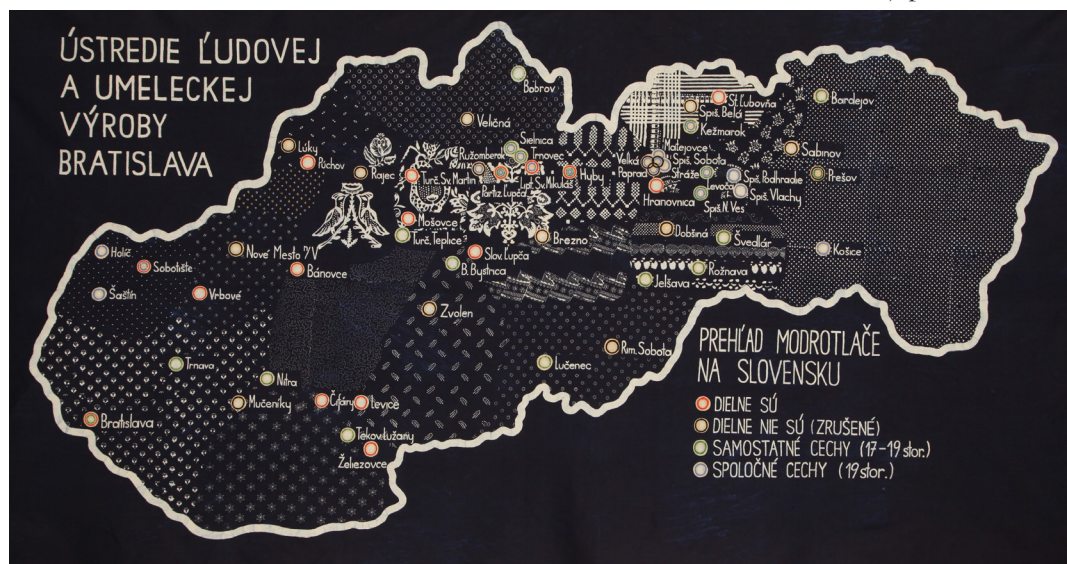 ÚSTREDIE ĽUDOVEJ
A UMELECKEJ
VÝROBY
BRATISLAVA
Bobrov
Veličná
Sielnica
Trnovec
Lúky
Púchov
Rajec
Ružomberok
Turč. Sv. Martin
Partiz. Ľupča
Lipt. Sv. Mikuláš
Hyby
St. Ľubovňa
Spiš. Belá
Kežmarok
Bardejov
Malejovce
Spiš. Sobota
Velká
Poprad
Stráže
Hranovnica
Levoča
Spiš. N. Ves
Spiš. Podhradie
Spiš. Vlachy
Sabinov
Prešov
Mošovce
Turč. Teplice
Brezno
Dobšiná
Švedlár
Košice
Holíč
Sobotište
Nové Mesto n/V
Bánovce
Slov. Ľupča
B. Bystrica
Rožňava
Jelšava
Šaštín
Vrbové
Zvolen
Rim. Sobota
Lučenec
Trnava
Nitra
Mučeníky
Čifáry
Levice
Bratislava
Tekov. Lužany
Želiezovce
PREHĽAD MODROTLAČE
NA SLOVENSKU
DIELNE SÚ
DIELNE NIE SÚ (ZRUŠENÉ)
SAMOSTATNÉ CECHY (17-19 stor.)
SPOLOČNÉ CECHY (19 stor.)